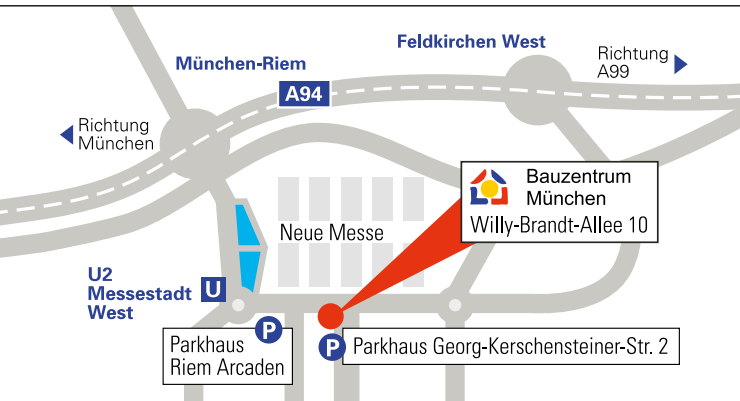 Feldkirchen West
München-Riem
Richtung
A99
A94
Richtung
München
Bauzentrum
München
Willy-Brandt-Allee 10
Neue Messe
U2
Messestadt
West
U
P
Parkhaus
Riem Arcaden
P
Parkhaus Georg-Kerschensteiner-Str. 2